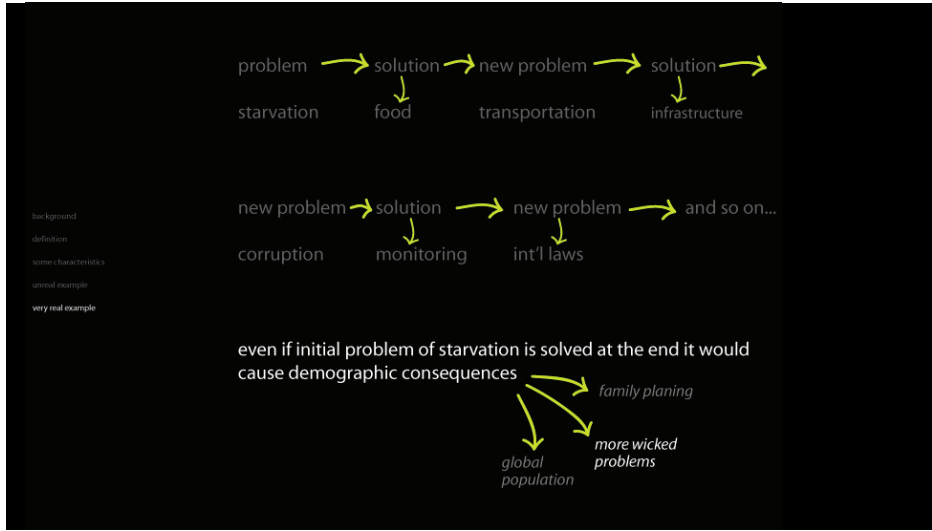 problem solution new problem solution
starvation food transportation infrastructure
background
definition
some characteristics
unreal example
very real example
new problem solution new problem and so on...
corruption monitoring int'l laws
even if initial problem of starvation is solved at the end it would
cause demographic consequences
family planing
more wicked
problems
global
population